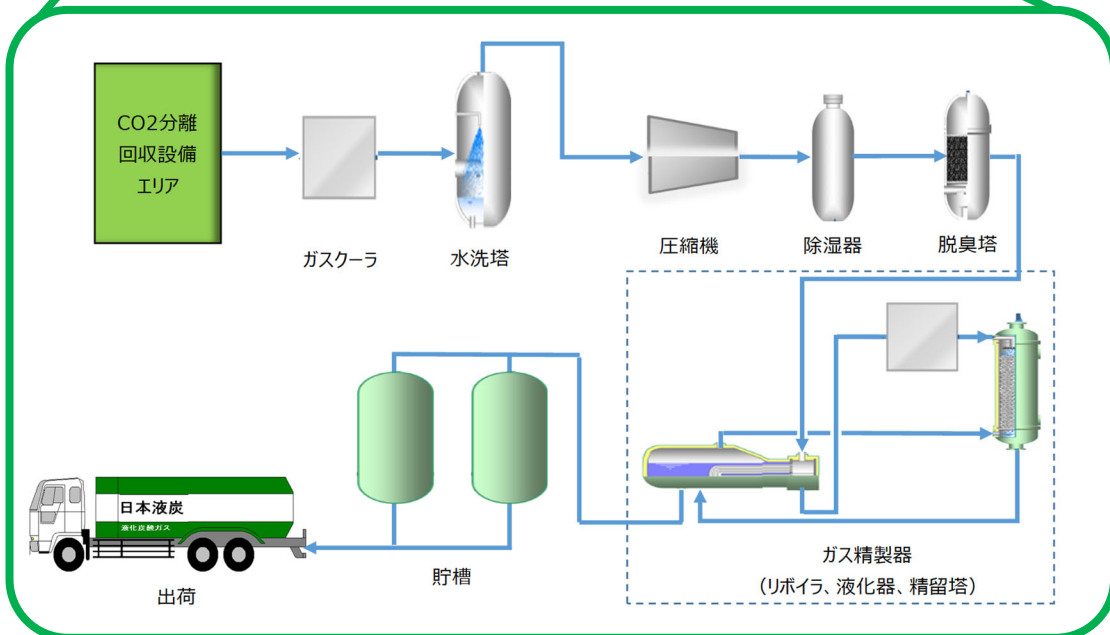 CO2分離
回収設備
エリア
ガスクーラ
水洗塔
圧縮機
除湿器
脱臭塔
日本液炭
液化炭酸ガス
出荷
貯槽
ガス精製器
（リボイラ、液化器、精留塔）